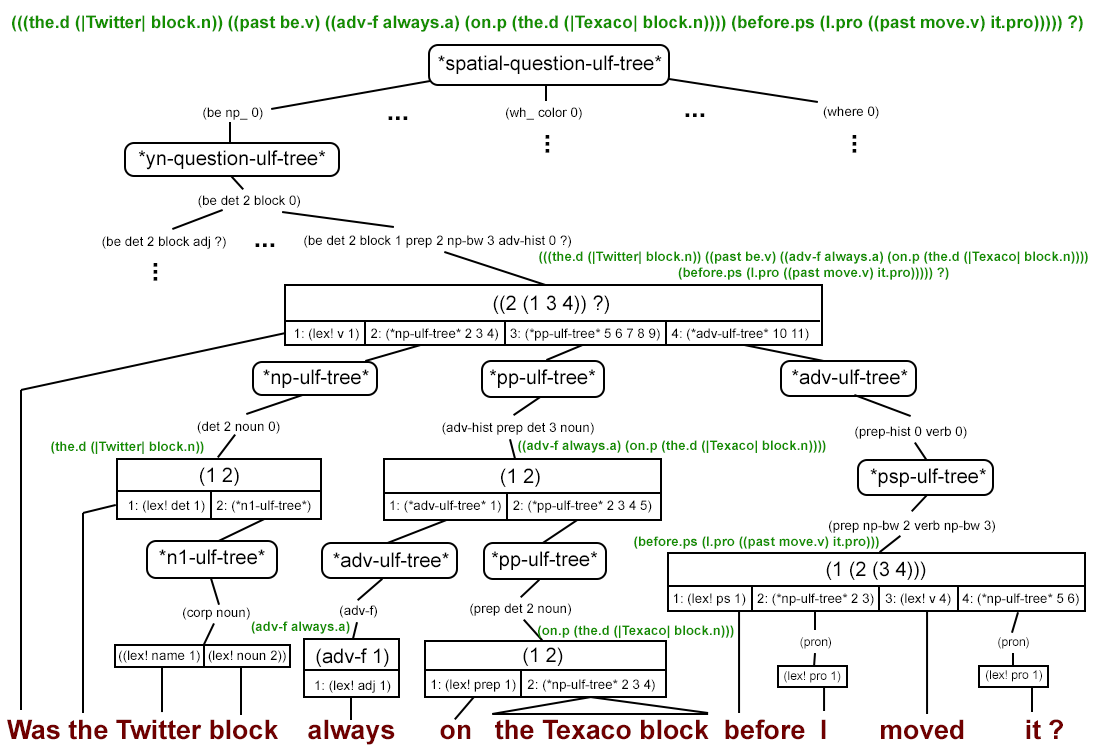 (((the.d (|Twitter| block.n)) ((past be.v) ((adv-f always.a) (on.p (the.d (|Texaco| block.n)))) (before.ps (I.pro ((past move.v) it.pro))))) ?)
*spatial-question-ulf-tree*
(be np_ 0) ... (wh_ color 0) ... (where 0)
*yn-question-ulf-tree*
(be det 2 block 0)
(be det 2 block adj ?) ... (be det 2 block 1 prep 2 np-bw 3 adv-hist 0 ?)
(((the.d (|Twitter| block.n)) ((past be.v) ((adv-f always.a) (on.p (the.d (|Texaco| block.n))))
(before.ps (I.pro ((past move.v) it.pro))))) ?)
((2 (1 3 4)) ?)
1: (lex! v 1) 2: (*np-ulf-tree* 2 3 4) 3: (*pp-ulf-tree* 5 6 7 8 9) 4: (*adv-ulf-tree* 10 11)
*np-ulf-tree* *pp-ulf-tree* *adv-ulf-tree*
(det 2 noun 0) (adv-hist prep det 3 noun) (prep-hist 0 verb 0)
(the.d (|Twitter| block.n)) ((adv-f always.a) (on.p (the.d (|Texaco| block.n))))
(1 2) (1 2) *psp-ulf-tree*
1: (lex! det 1) 2: (*n1-ulf-tree*) 1: (*adv-ulf-tree* 1) 2: (*pp-ulf-tree* 2 3 4 5)
(prep np-bw 2 verb np-bw 3)
(before.ps (I.pro ((past move.v) it.pro)))
*n1-ulf-tree* *adv-ulf-tree* *pp-ulf-tree* (1 (2 (3 4)))
1: (lex! ps 1) 2: (*np-ulf-tree* 2 3) 3: (lex! v 4) 4: (*np-ulf-tree* 5 6)
(corp noun) (adv-f) (prep det 2 noun)
(adv-f always.a) (on.p (the.d (|Texaco| block.n)))
(pron) (pron)
((lex! name 1) (lex! noun 2)) (adv-f 1) (1 2)
(lex! pro 1) (lex! pro 1)
1: (lex! adj 1) 1: (lex! prep 1) 2: (*np-ulf-tree* 2 3 4)
Was the Twitter block always on the Texaco block before I moved it ?